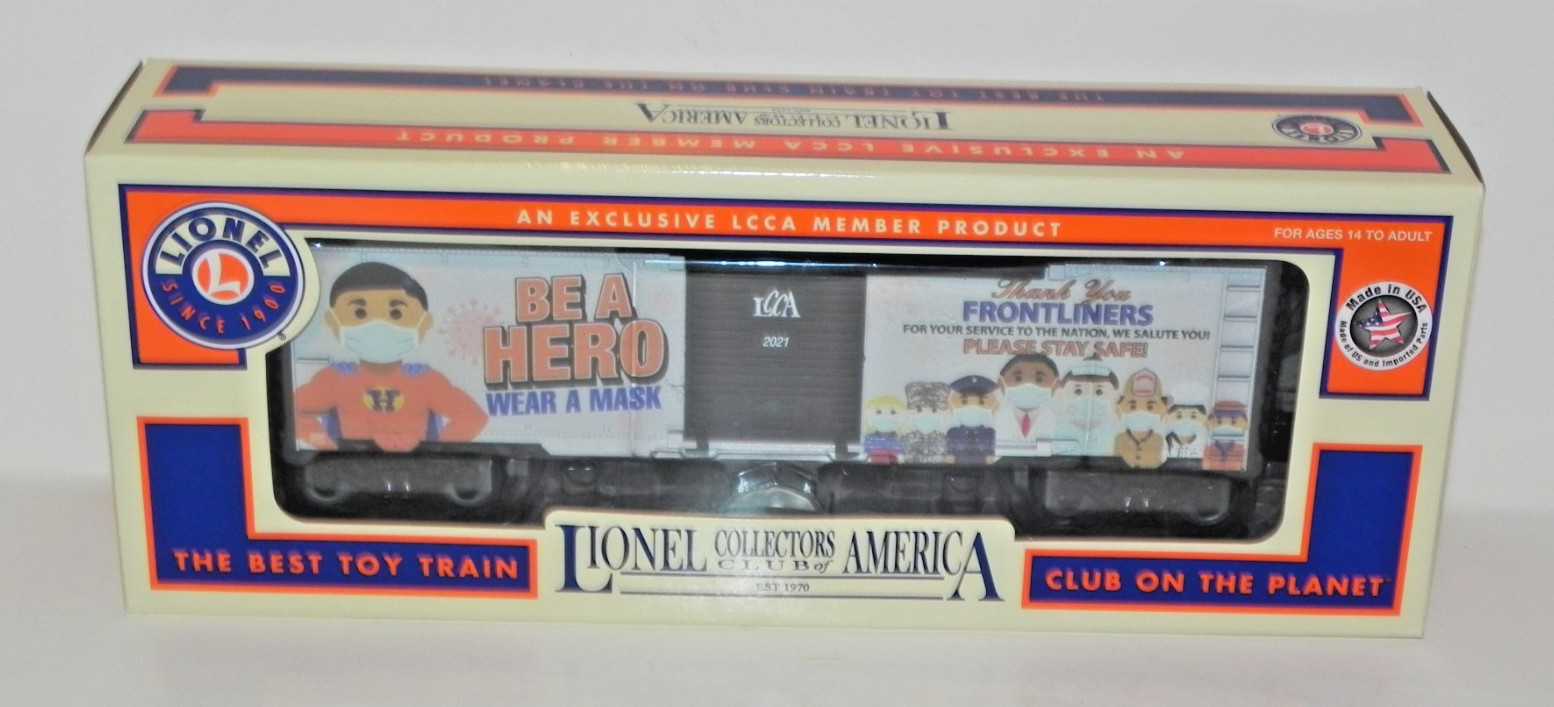 THE BEST TOY TRAIN CLUB ON THE PLANET
LIONEL COLLECTORS CLUB of AMERICA
LIONEL
AN EXCLUSIVE LCCA MEMBER PRODUCT
AN EXCLUSIVE LCCA MEMBER PRODUCT
FOR AGES 14 TO ADULT
LIONEL
L
SINCE 1900
®
Made in USA
Made of US and Imported Parts
BE A
HERO
WEAR A MASK
H
LCCA
2021
Thank You
FRONTLINERS
FOR YOUR SERVICE TO THE NATION, WE SALUTE YOU!
PLEASE STAY SAFE!
LIONEL COLLECTORS CLUB of AMERICA
EST 1970
THE BEST TOY TRAIN
CLUB ON THE PLANET